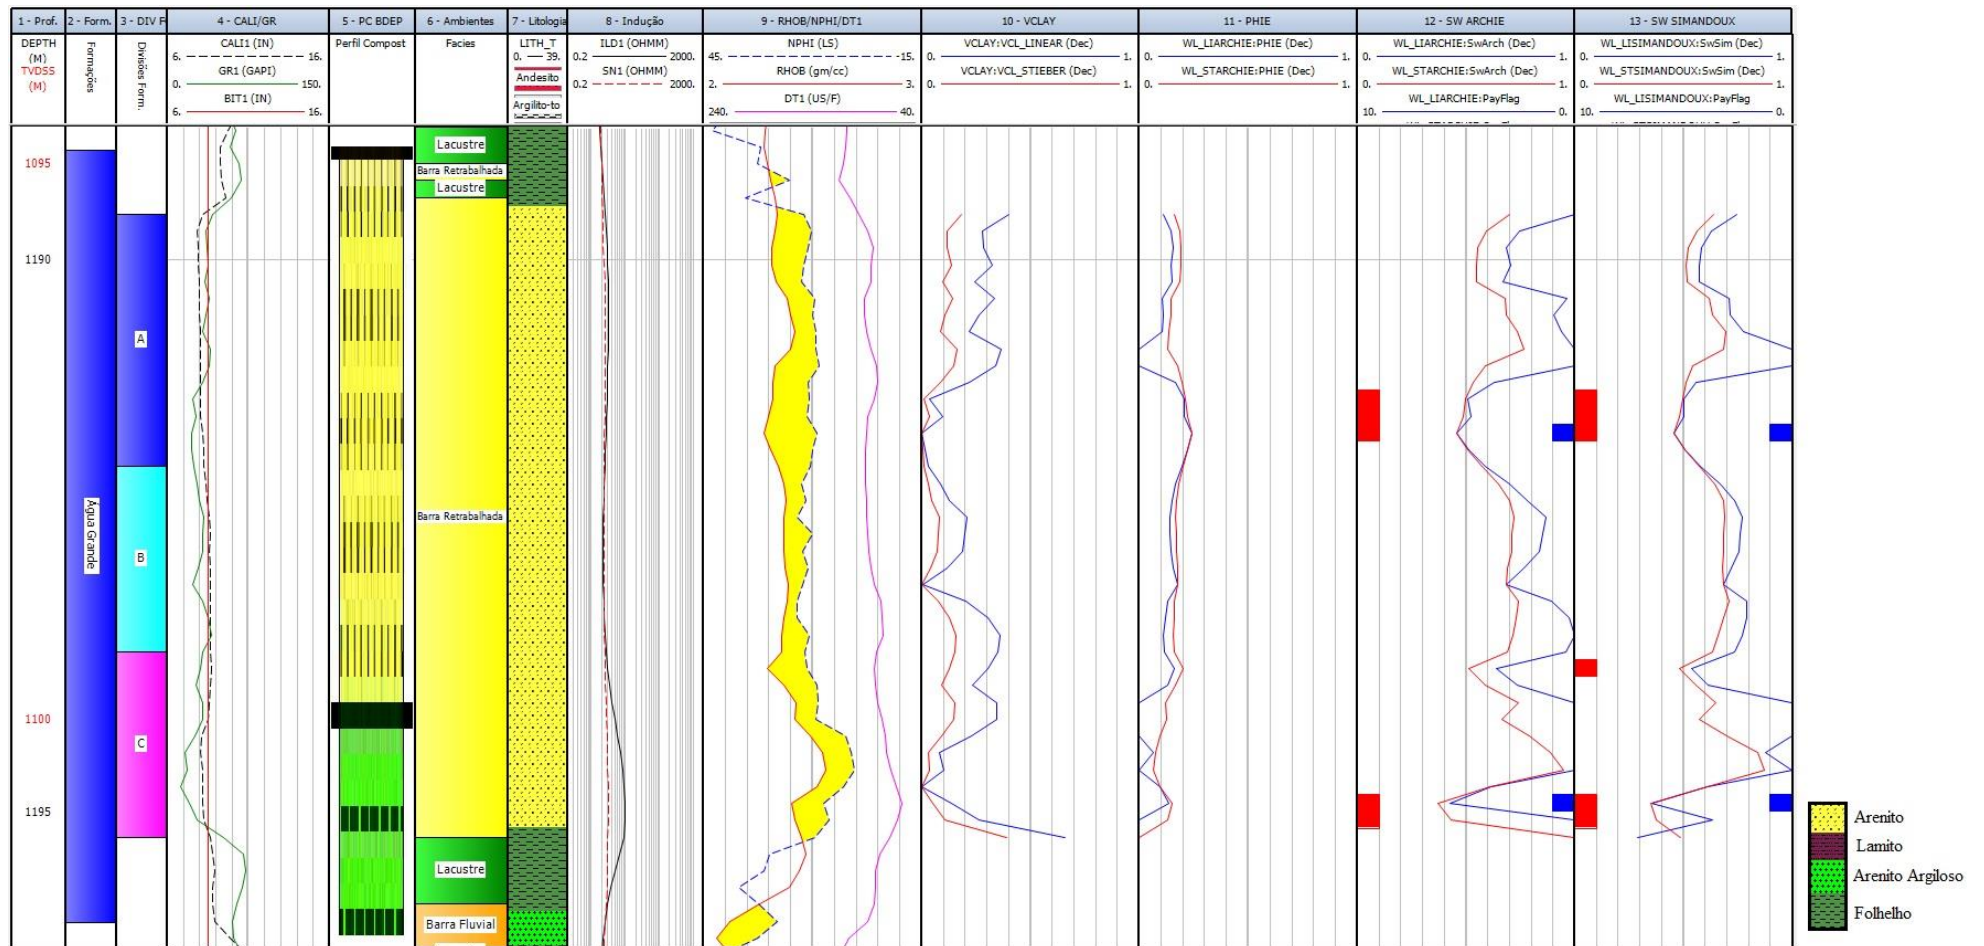 1 - Prof. 2 - Form. 3 - DIV F 4 - CALI/GR 5 - PC BDEP 6 - Ambientes 7 - Litologia 8 - Indução 9 - RHOB/NPHI/DT1 10 - VCLAY 11 - PHIE 12 - SW ARCHIE 13 - SW SIMANDOUX
DEPTH
(M)
TVDSS
(M)
Formações
Divisões Form.
CALI1 (IN)
6. 16.
GR1 (GAPI)
0. 150.
BIT1 (IN)
6. 16.
Perfil Compost
Facies
LITH_T
0. 39.
Andesito
Argilito-to
ILD1 (OHMM)
0.2 2000.
SN1 (OHMM)
0.2 2000.
NPHI (LS)
45. -15.
RHOB (gm/cc)
2. 3.
DT1 (US/F)
240. 40.
VCLAY:VCL_LINEAR (Dec)
0. 1.
VCLAY:VCL_STIEBER (Dec)
0. 1.
WL_LIARCHIE:PHIE (Dec)
0. 1.
WL_STARCHIE:PHIE (Dec)
0. 1.
WL_LIARCHIE:SwArch (Dec)
0. 1.
WL_STARCHIE:SwArch (Dec)
0. 1.
WL_LIARCHIE:PayFlag
10. 0.
WL_LISIMANDOUX:SwSim (Dec)
0. 1.
WL_STSIMANDOUX:SwSim (Dec)
0. 1.
WL_LISIMANDOUX:PayFlag
10. 0.
1095
1190
1100
1195
Água Grande
A
B
C
Lacustre
Barra Retrabalhada
Lacustre
Barra Retrabalhada
Lacustre
Barra Fluvial
Arenito
Lamito
Arenito Argiloso
Folhelho